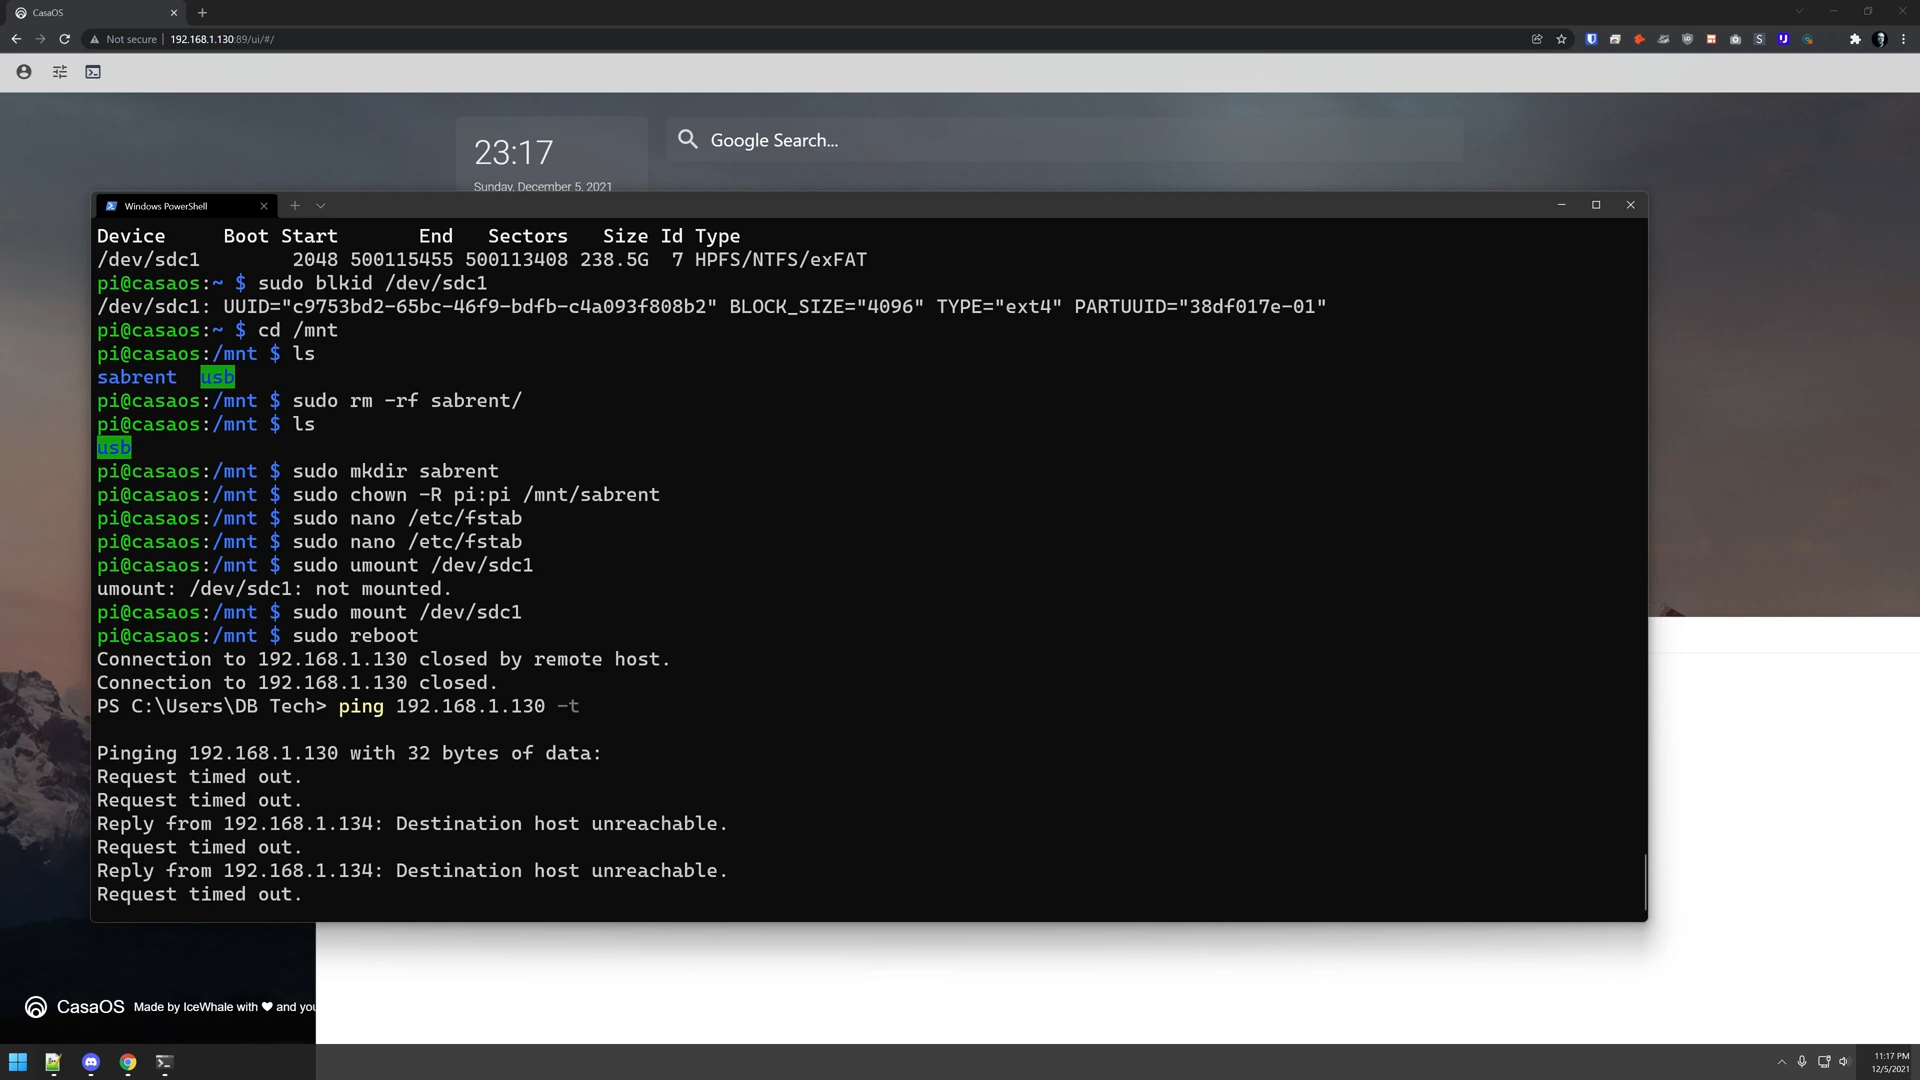 CasaOS
Not secure
192.168.1.130:89/ui/#/
23:17
Sunday, December 5, 2021
Google Search...
Windows PowerShell
Device     Boot Start       End   Sectors   Size Id Type
/dev/sdc1        2048 500115455 500113408 238.5G  7 HPFS/NTFS/exFAT
pi@casaos:~ $ sudo blkid /dev/sdc1
/dev/sdc1: UUID="c9753bd2-65bc-46f9-bdfb-c4a093f808b2" BLOCK_SIZE="4096" TYPE="ext4" PARTUUID="38df017e-01"
pi@casaos:~ $ cd /mnt
pi@casaos:/mnt $ ls
sabrent  usb
pi@casaos:/mnt $ sudo rm -rf sabrent/
pi@casaos:/mnt $ ls
usb
pi@casaos:/mnt $ sudo mkdir sabrent
pi@casaos:/mnt $ sudo chown -R pi:pi /mnt/sabrent
pi@casaos:/mnt $ sudo nano /etc/fstab
pi@casaos:/mnt $ sudo nano /etc/fstab
pi@casaos:/mnt $ sudo umount /dev/sdc1
umount: /dev/sdc1: not mounted.
pi@casaos:/mnt $ sudo mount /dev/sdc1
pi@casaos:/mnt $ sudo reboot
Connection to 192.168.1.130 closed by remote host.
Connection to 192.168.1.130 closed.
PS C:\Users\DB Tech> ping 192.168.1.130 -t
Pinging 192.168.1.130 with 32 bytes of data:
Request timed out.
Request timed out.
Reply from 192.168.1.134: Destination host unreachable.
Request timed out.
Reply from 192.168.1.134: Destination host unreachable.
Request timed out.
CasaOS Made by IceWhale with ❤ and you
11:17 PM
12/5/2021